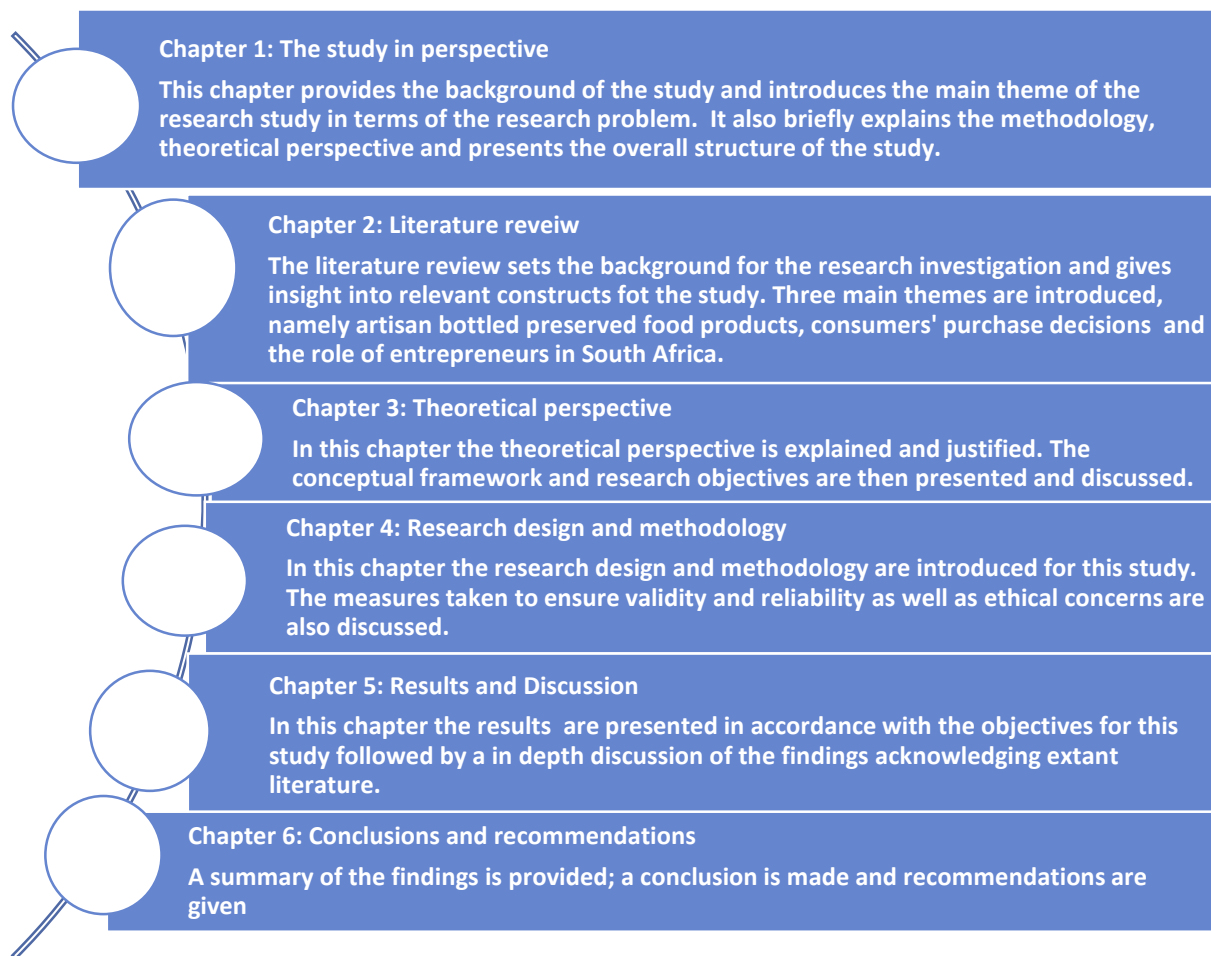 Chapter 1: The study in perspective
This chapter provides the background of the study and introduces the main theme of the
research study in terms of the research problem.  It also briefly explains the methodology,
theoretical perspective and presents the overall structure of the study.
Chapter 2: Literature reveiw
The literature review sets the background for the research investigation and gives
insight into relevant constructs fot the study. Three main themes are introduced,
namely artisan bottled preserved food products, consumers' purchase decisions  and
the role of entrepreneurs in South Africa.
Chapter 3: Theoretical perspective
In this chapter the theoretical perspective is explained and justified. The
conceptual framework and research objectives are then presented and discussed.
Chapter 4: Research design and methodology
In this chapter the research design and methodology are introduced for this study.
The measures taken to ensure validity and reliability as well as ethical concerns are
also discussed.
Chapter 5: Results and Discussion
In this chapter the results  are presented in accordance with the objectives for this
study followed by a in depth discussion of the findings acknowledging extant
literature.
Chapter 6: Conclusions and recommendations
A summary of the findings is provided; a conclusion is made and recommendations are
given